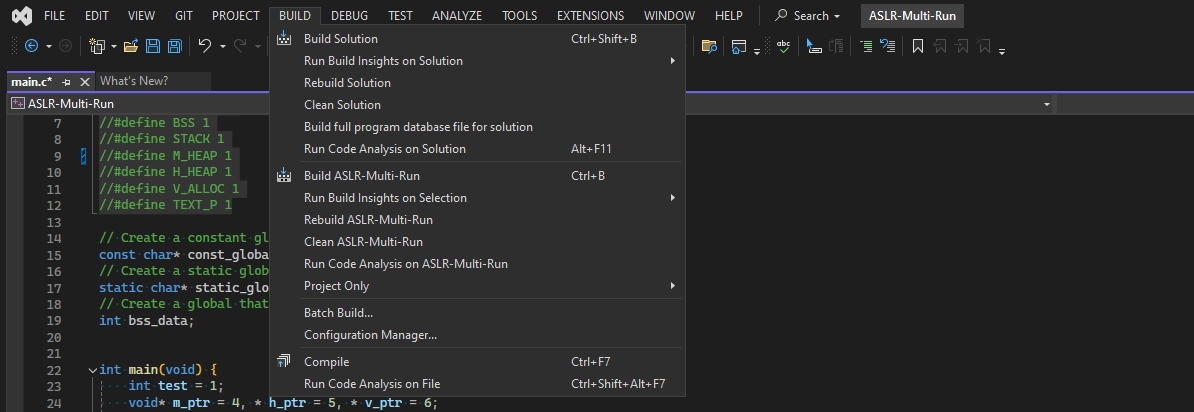 FILE EDIT VIEW GIT PROJECT BUILD DEBUG TEST ANALYZE TOOLS EXTENSIONS WINDOW HELP Search ASLR-Multi-Run
abc
main.c* What's New?
ASLR-Multi-Run
Build Solution Ctrl+Shift+B
Run Build Insights on Solution
Rebuild Solution
Clean Solution
Build full program database file for solution
Run Code Analysis on Solution Alt+F11
Build ASLR-Multi-Run Ctrl+B
Run Build Insights on Selection
Rebuild ASLR-Multi-Run
Clean ASLR-Multi-Run
Run Code Analysis on ASLR-Multi-Run
Project Only
Batch Build...
Configuration Manager...
Compile Ctrl+F7
Run Code Analysis on File Ctrl+Shift+Alt+F7
7 //#define BSS 1
8 //#define STACK 1
9 //#define M_HEAP 1
10 //#define H_HEAP 1
11 //#define V_ALLOC 1
12 //#define TEXT_P 1
13
14 // Create a constant gl
15 const char* const_globa
16 // Create a static glob
17 static char* static_glo
18 // Create a global that
19 int bss_data;
20
21
22 int main(void) {
23 int test = 1;
24 void* m_ptr = 4, * h_ptr = 5, * v_ptr = 6;